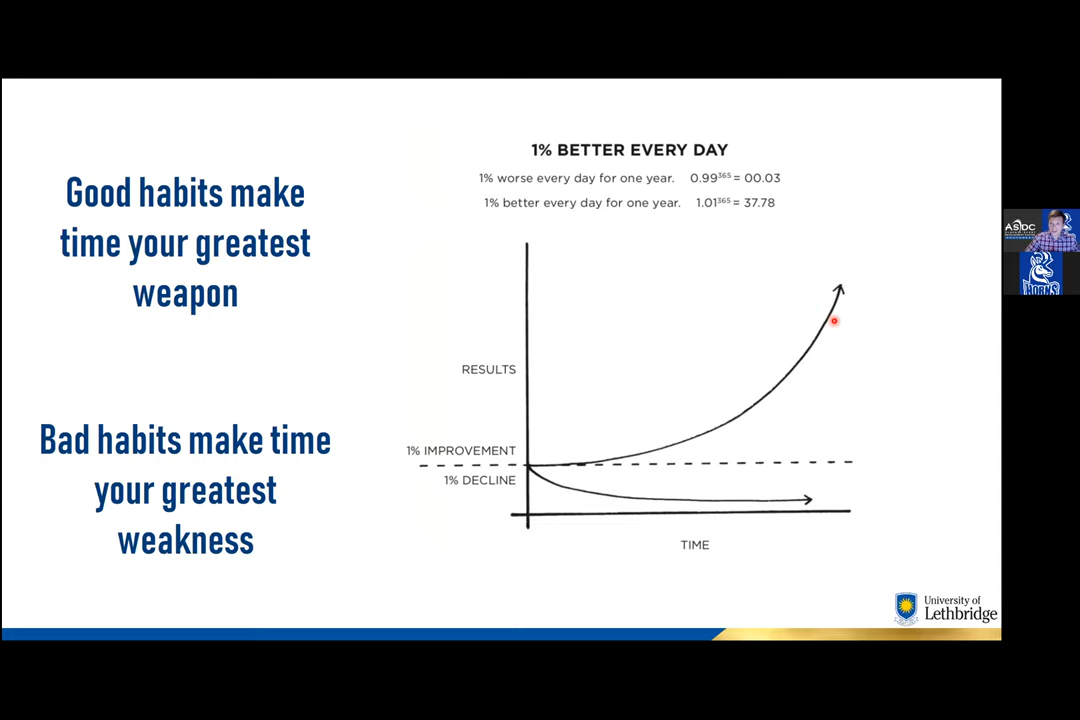 Good habits make
time your greatest
weapon
Bad habits make time
your greatest
weakness
1% BETTER EVERY DAY
1% worse every day for one year. 0.99³⁶⁵ = 00.03
1% better every day for one year. 1.01³⁶⁵ = 37.78
RESULTS
1% IMPROVEMENT
1% DECLINE
TIME
University of
Lethbridge
HORNS